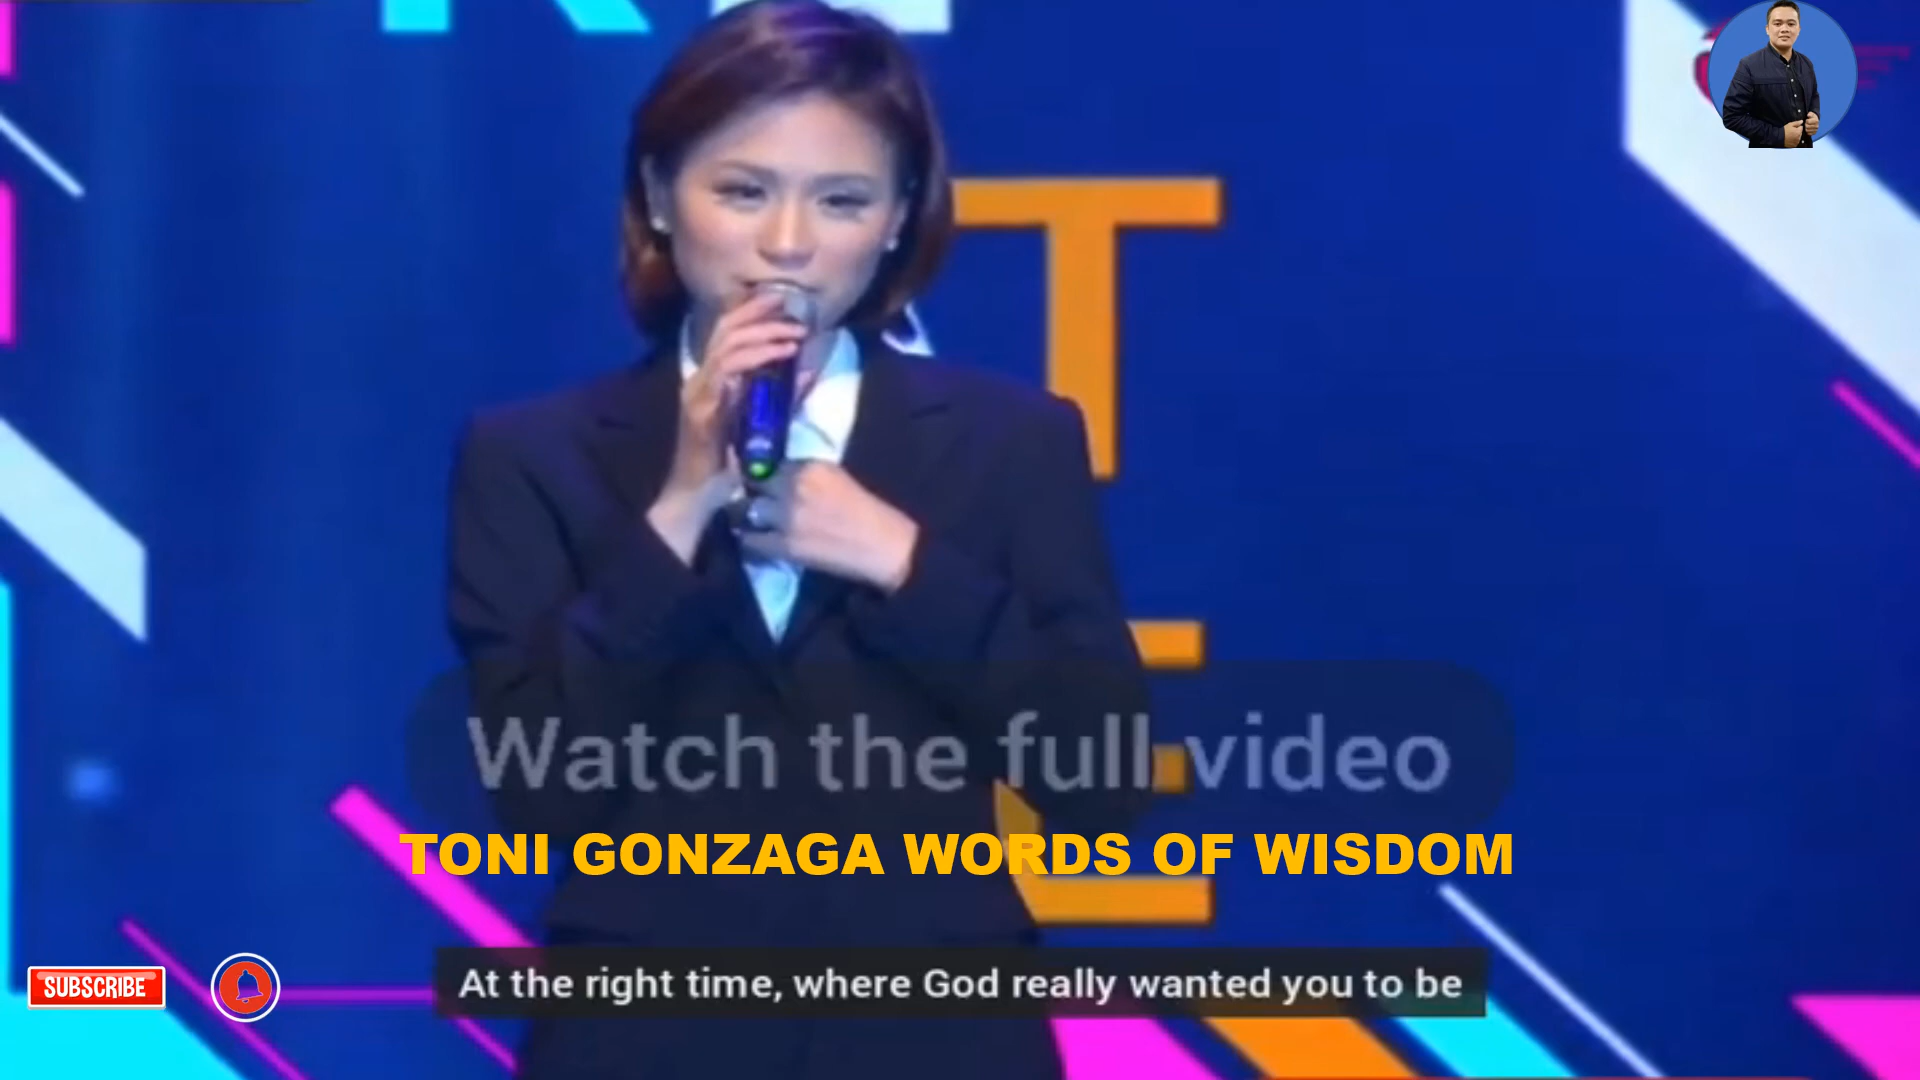 T
E
Watch the full video
TONI GONZAGA WORDS OF WISDOM
SUBSCRIBE
At the right time, where God really wanted you to be